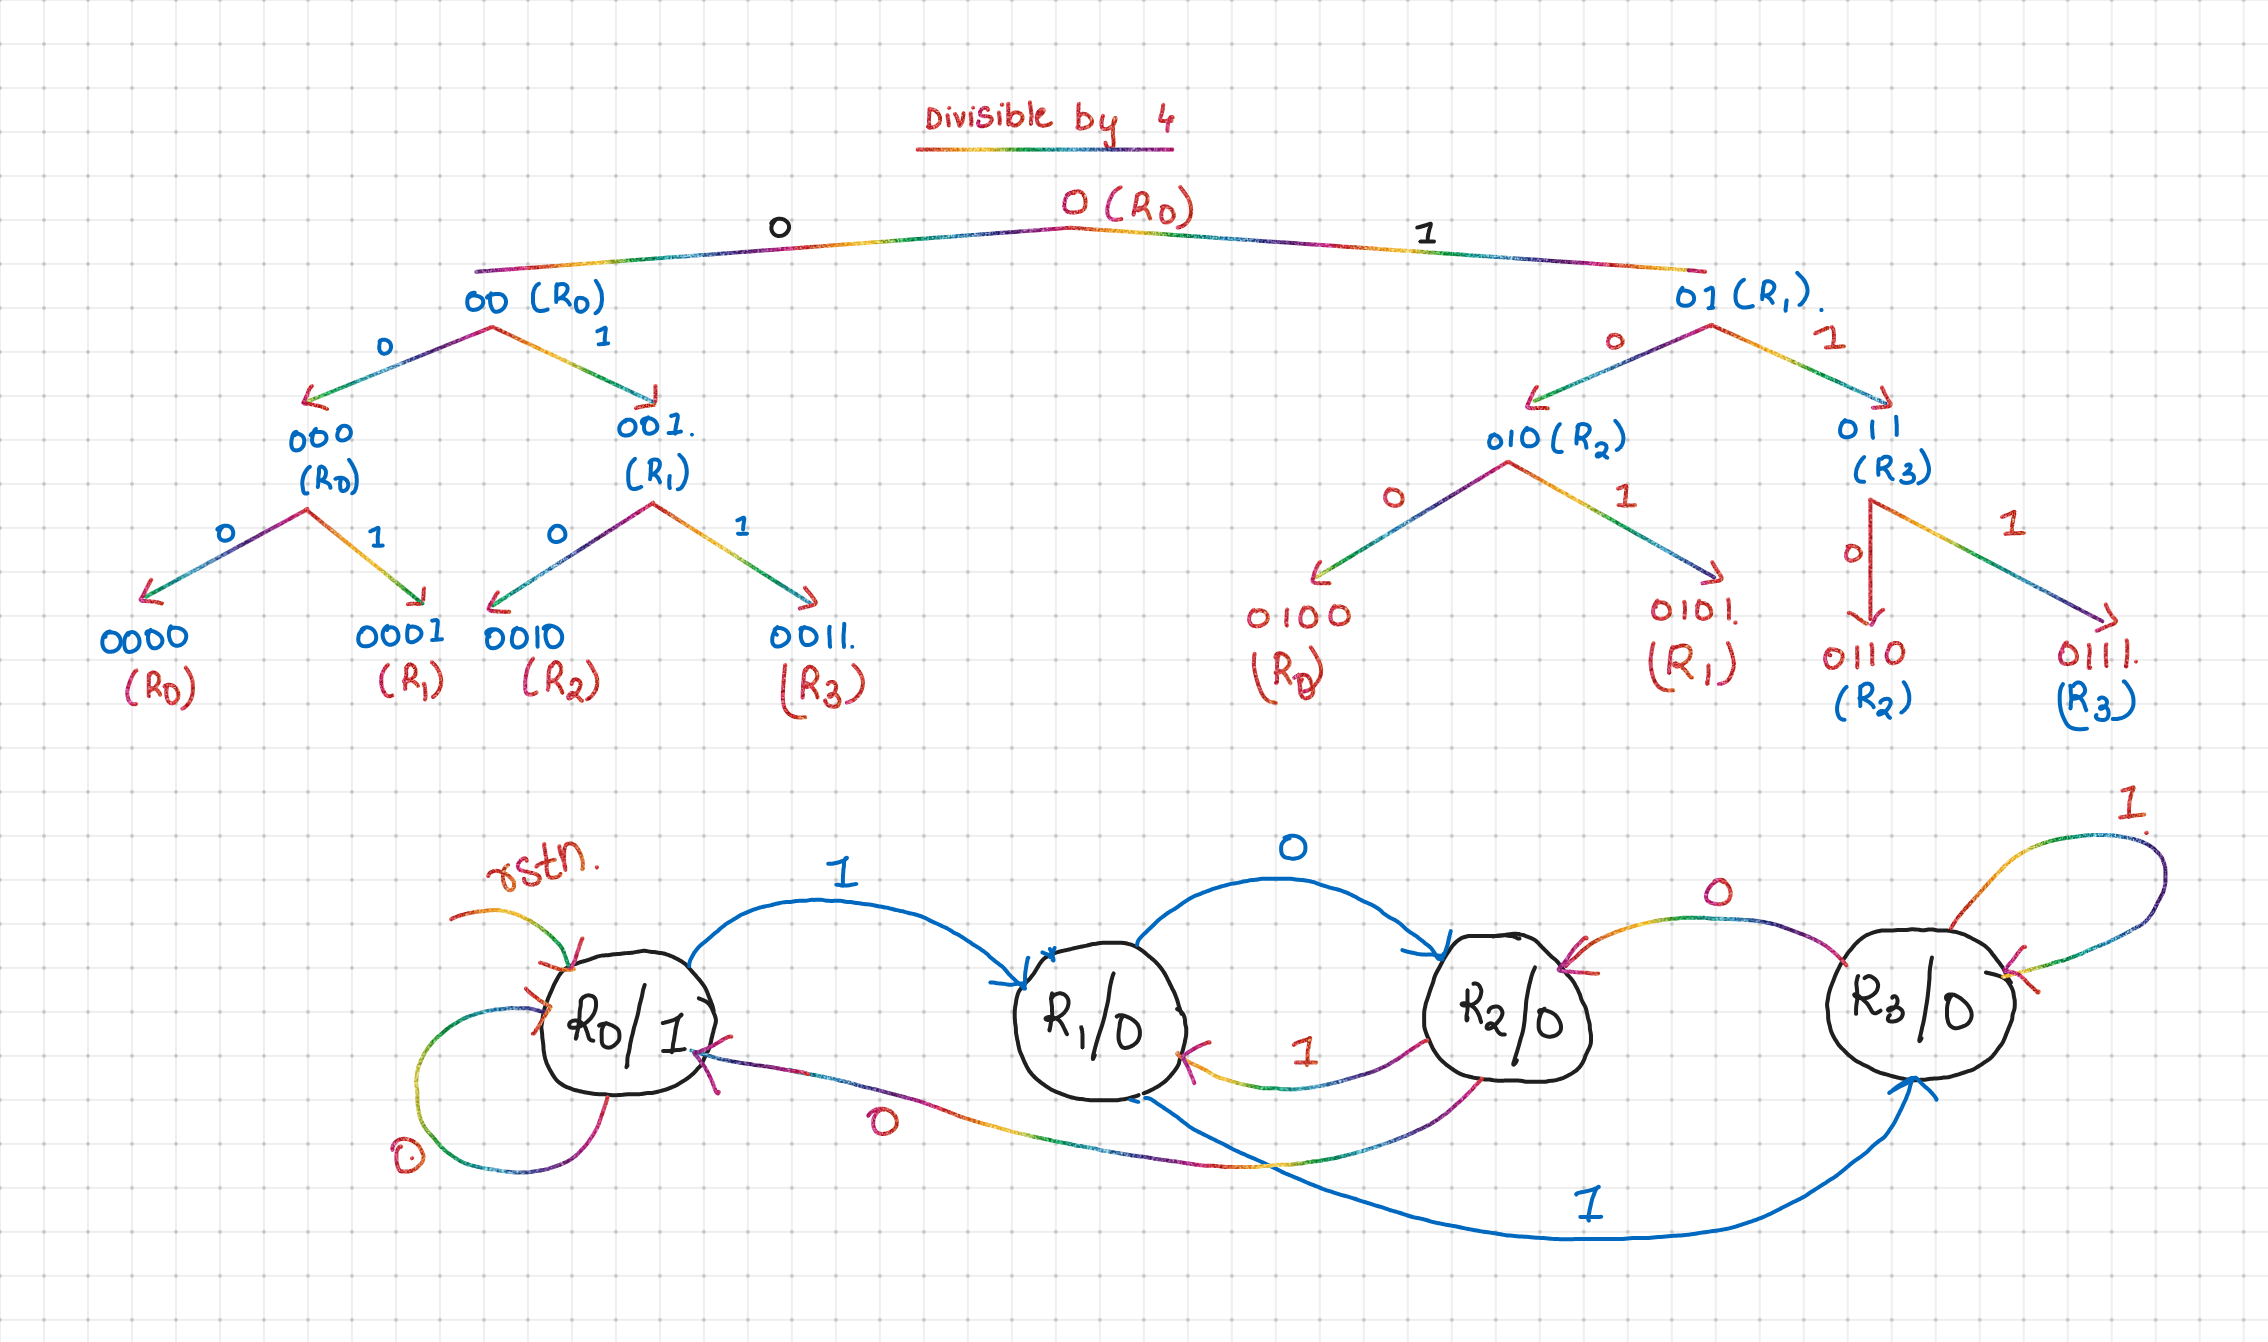 Divisible by 4
0 (R0)
0 1
00 (R0) 01 (R1).
0 1 0 1
000 001. 010 (R2) 011
(R0) (R1) (R3)
0 1 0 1 0 1 0 1
0000 0001 0010 0011. 0100 0101. 0110 0111.
(R0) (R1) (R2) (R3) (R0) (R1) (R2) (R3)
rstn. 1 0 0 1.
R0/1 R1/0 R2/0 R3/0
1
0 0
1